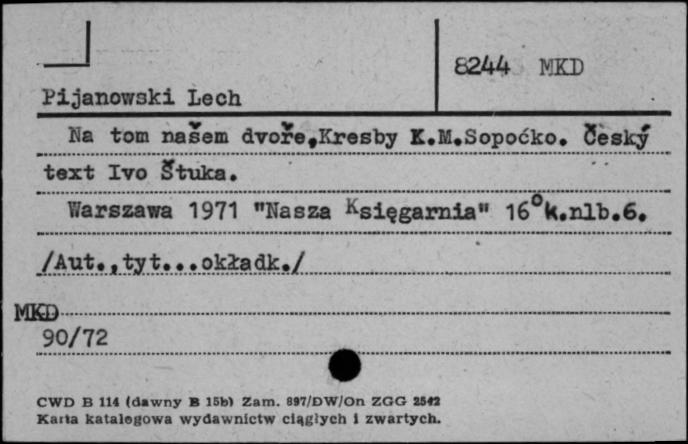 8244 MKD
Pijanowski Lech
Na tom našem dvoře,Kresby K.M.Sopoćko. Český
text Ivo Štuka.
Warszawa 1971 "Nasza Księgarnia" 16° k.nlb.6.
/Aut.,tyt...okładk./
MKD
90/72
CWD B 114 (dawny B 15b) Zam. 897/DW/On ZGG 2542
Karta katalogowa wydawnictw ciągłych i zwartych.